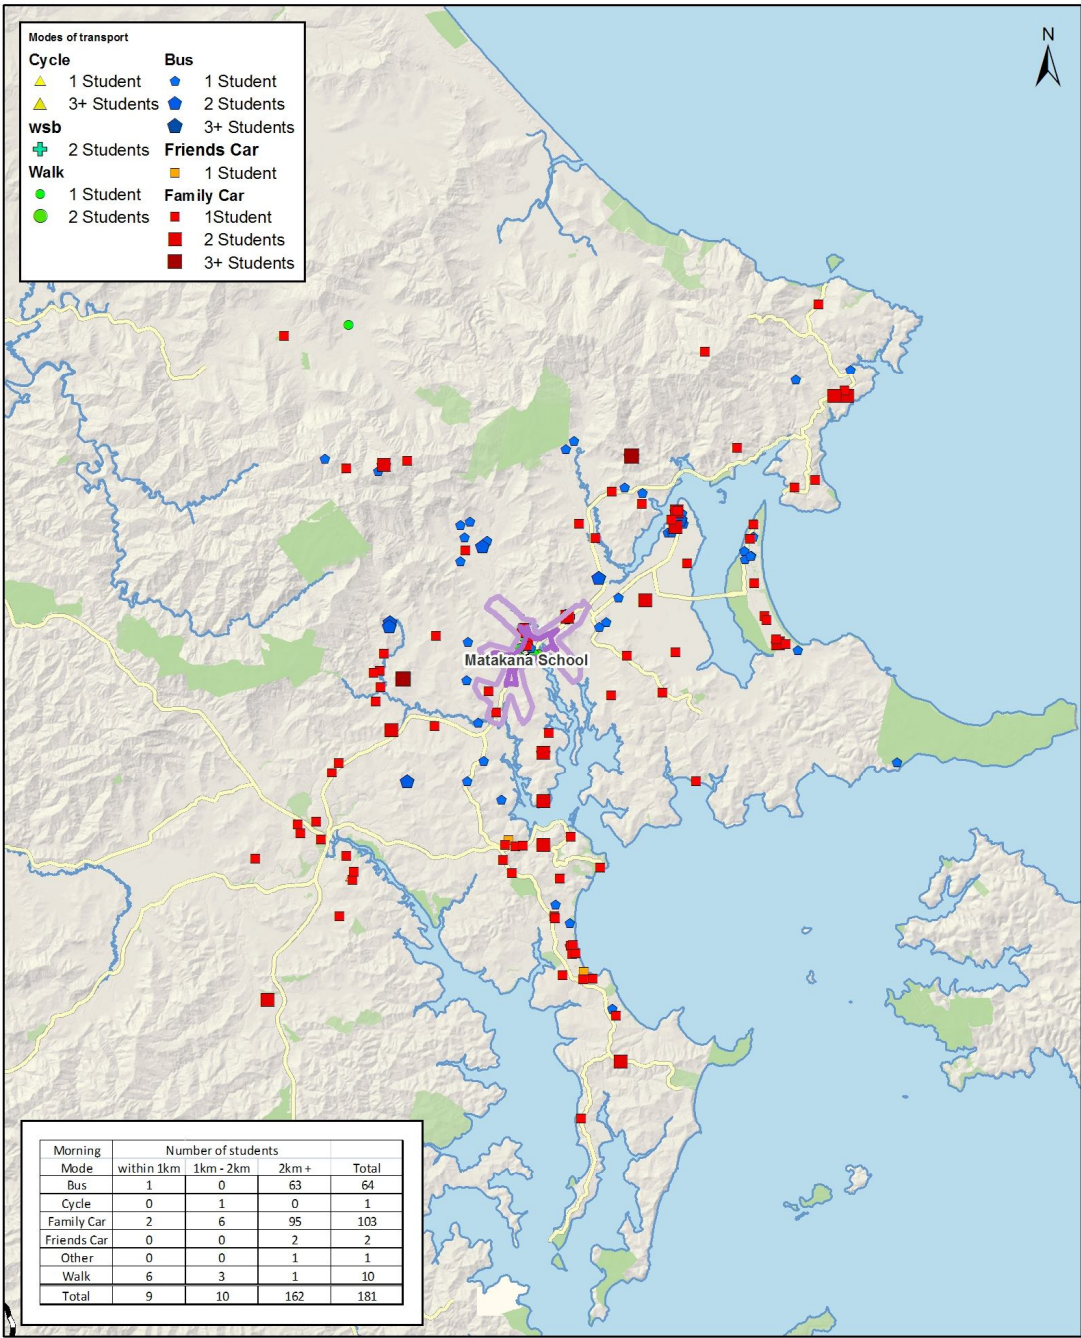 Modes of transport
Cycle
1 Student
3+ Students
wsb
2 Students
Walk
1 Student
2 Students
Bus
1 Student
2 Students
3+ Students
Friends Car
1 Student
Family Car
1Student
2 Students
3+ Students
N
Matakana School
Morning Number of students
Mode within 1km 1km - 2km 2km + Total
Bus 1 0 63 64
Cycle 0 1 0 1
Family Car 2 6 95 103
Friends Car 0 0 2 2
Other 0 0 1 1
Walk 6 3 1 10
Total 9 10 162 181